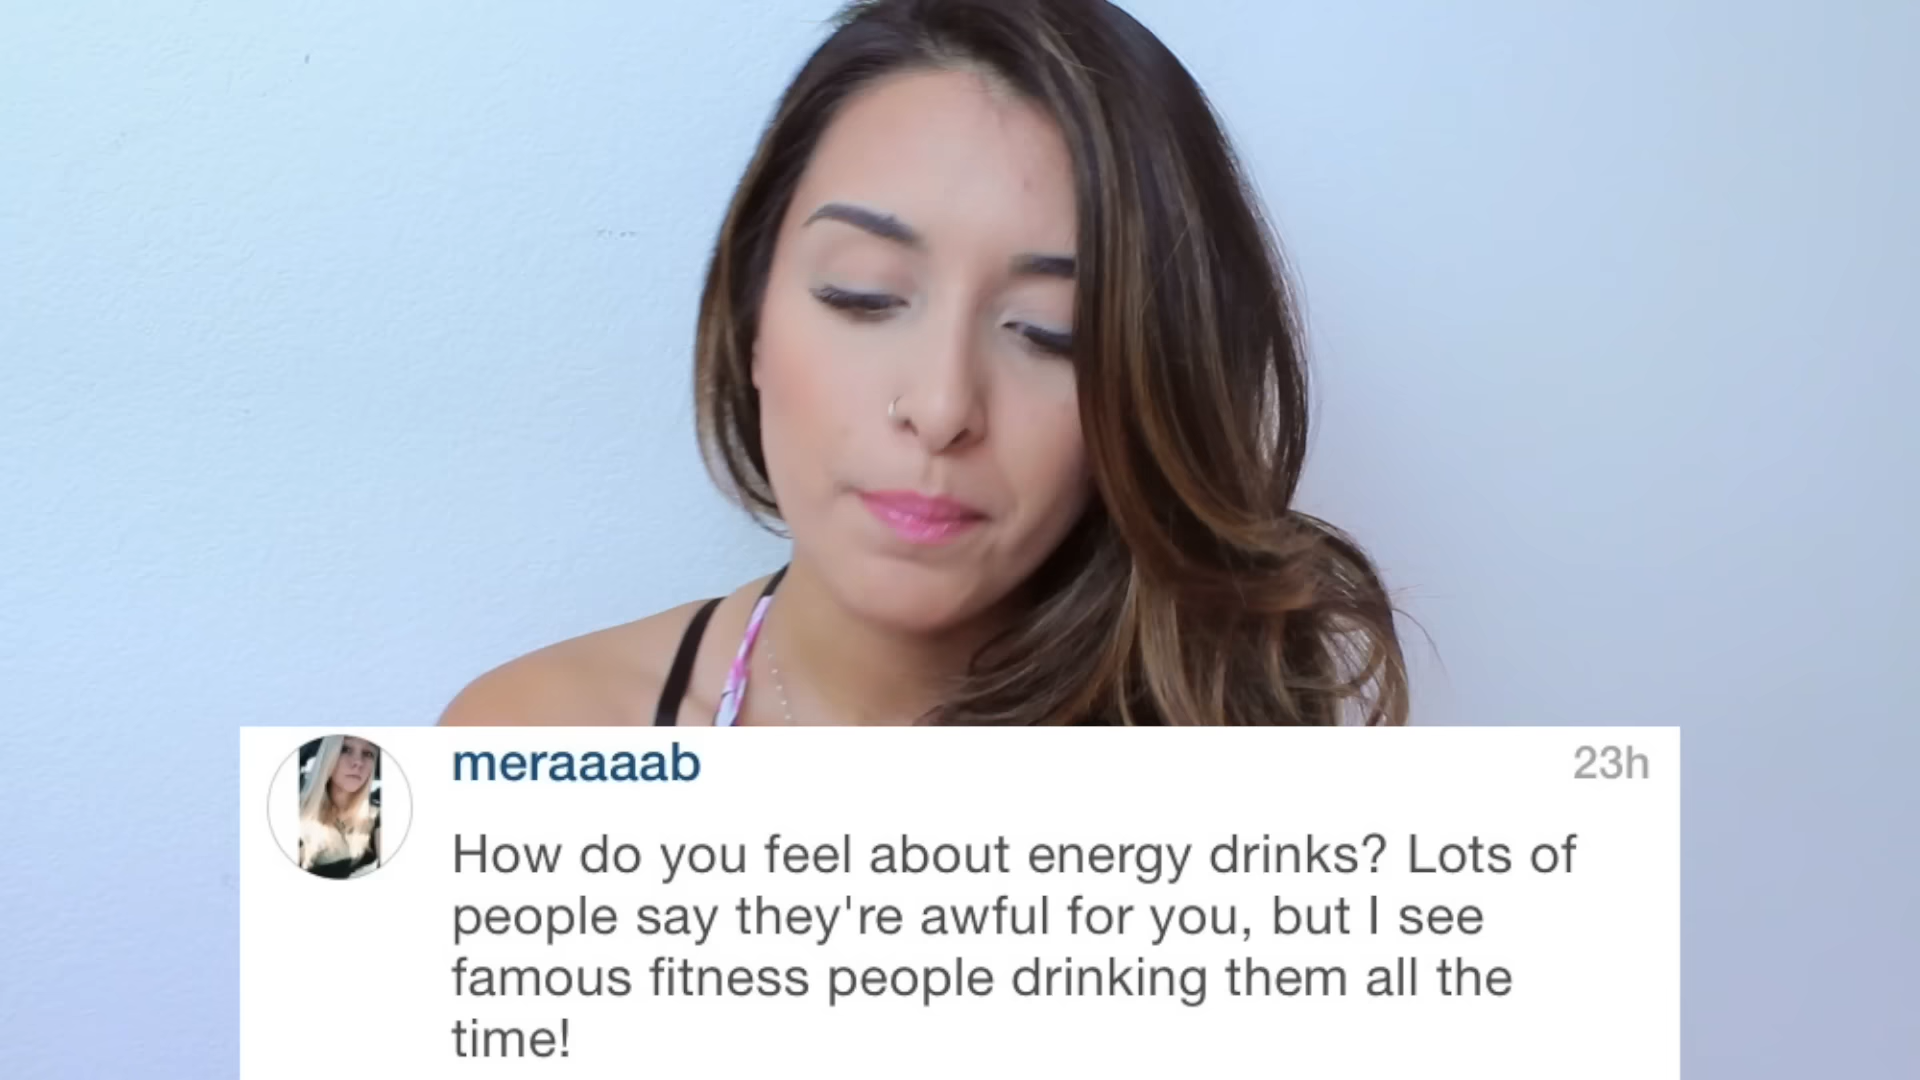 meraaaab
23h
How do you feel about energy drinks? Lots of
people say they're awful for you, but I see
famous fitness people drinking them all the
time!